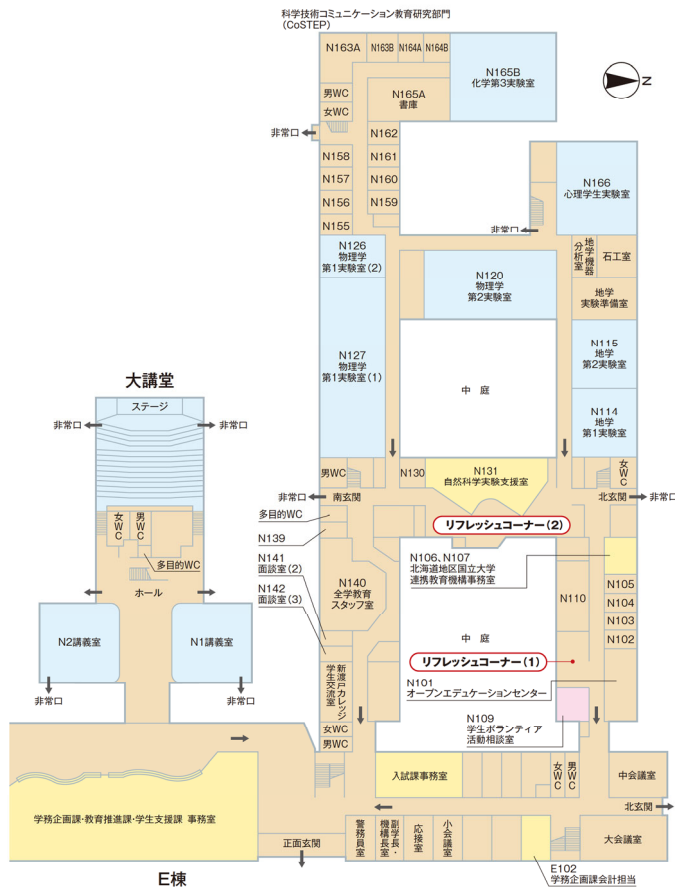 科学技術コミュニケーション教育研究部門
(CoSTEP)
N163A
N163B
N164A
N164B
N165B
化学第3実験室
N
男WC
女WC
N165A
書庫
非常口
N162
N158
N161
N157
N160
N156
N159
N155
N166
心理学生実験室
非常口
N126
物理学
第1実験室(2)
N120
物理学
第2実験室
地学機器
分析室
石工室
地学
実験準備室
N127
物理学
第1実験室(1)
中 庭
N115
地学
第2実験室
N114
地学
第1実験室
大講堂
ステージ
非常口
非常口
女WC
男WC
多目的WC
ホール
N2講義室
N1講義室
非常口
非常口
男WC
N130
N131
自然科学実験支援室
女WC
非常口
南玄関
北玄関
非常口
多目的WC
リフレッシュコーナー(2)
N139
N141
面談室(2)
N142
面談室(3)
N140
全学教育
スタッフ室
N106、N107
北海道地区国立大学
連携教育機構事務室
N110
N105
N104
N103
N102
中 庭
リフレッシュコーナー(1)
新渡戸カレッジ
学生交流室
N101
オープンエデュケーションセンター
N109
学生ボランティア
活動相談室
女WC
男WC
入試課事務室
女WC
男WC
中会議室
北玄関
学務企画課・教育推進課・学生支援課 事務室
正面玄関
警務員室
副学長・
機構長室
応接室
小会議室
大会議室
E102
学務企画課会計担当
E棟